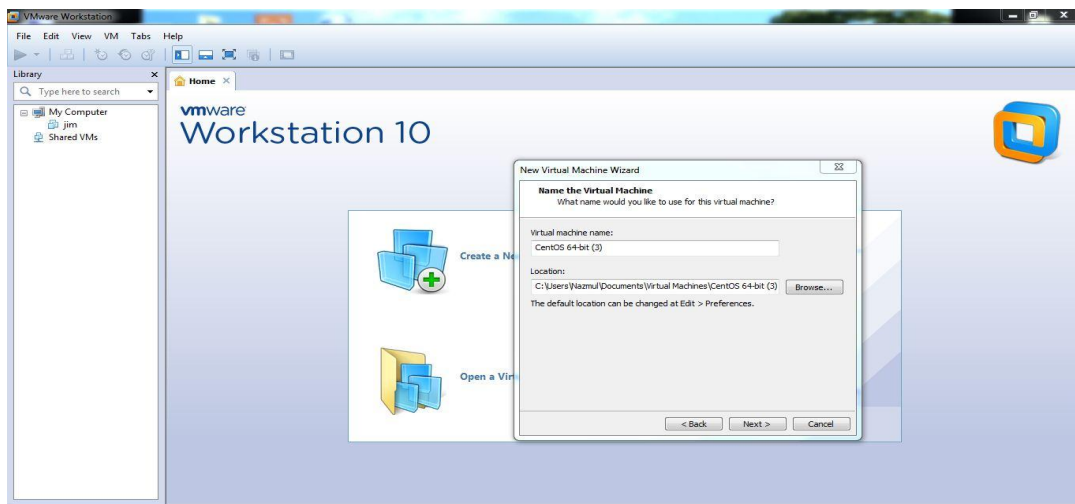 VMware Workstation
File Edit View VM Tabs Help
Library
Type here to search
My Computer
jim
Shared VMs
Home
vmware
Workstation 10
Create a Ne
Open a Virt
New Virtual Machine Wizard
Name the Virtual Machine
What name would you like to use for this virtual machine?
Virtual machine name:
CentOS 64-bit (3)
Location:
C:\Users\Nazmul\Documents\Virtual Machines\CentOS 64-bit (3)
Browse...
The default location can be changed at Edit > Preferences.
< Back
Next >
Cancel